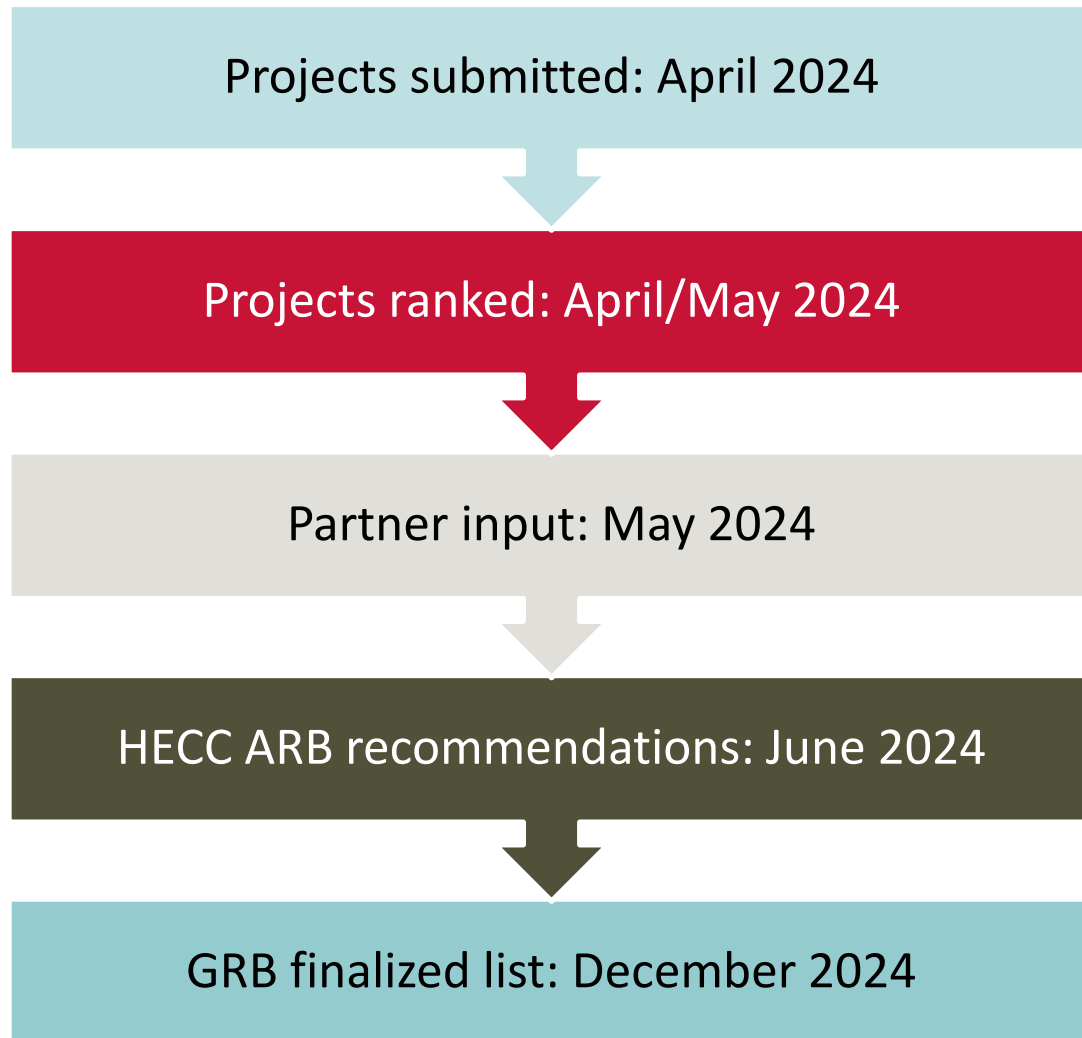 Projects submitted: April 2024
Projects ranked: April/May 2024
Partner input: May 2024
HECC ARB recommendations: June 2024
GRB finalized list: December 2024